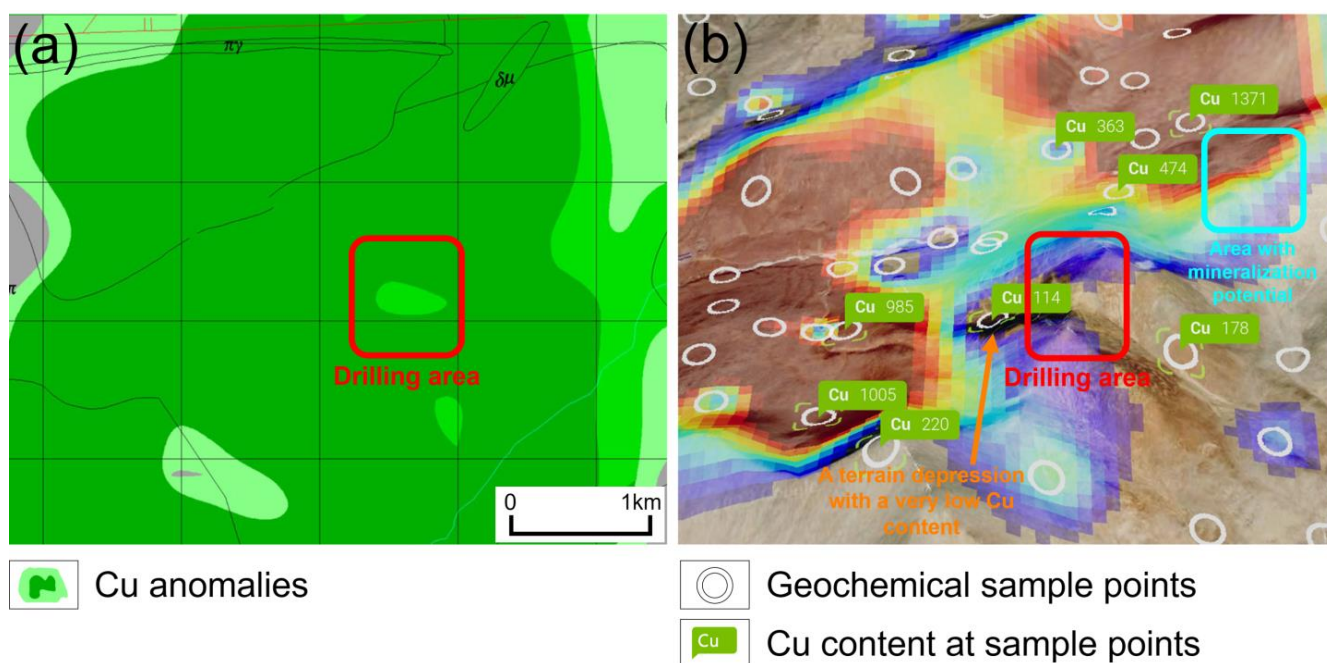 (a)
πγ
δμ
π
Drilling area
0 1km
Cu anomalies
(b)
Cu 1371
Cu 363
Cu 474
Area with
mineralization
potential
Cu 114
Cu 985
Cu 178
Drilling area
Cu 1005
Cu 220
A terrain depression
with a very low Cu
content
Geochemical sample points
Cu Cu content at sample points